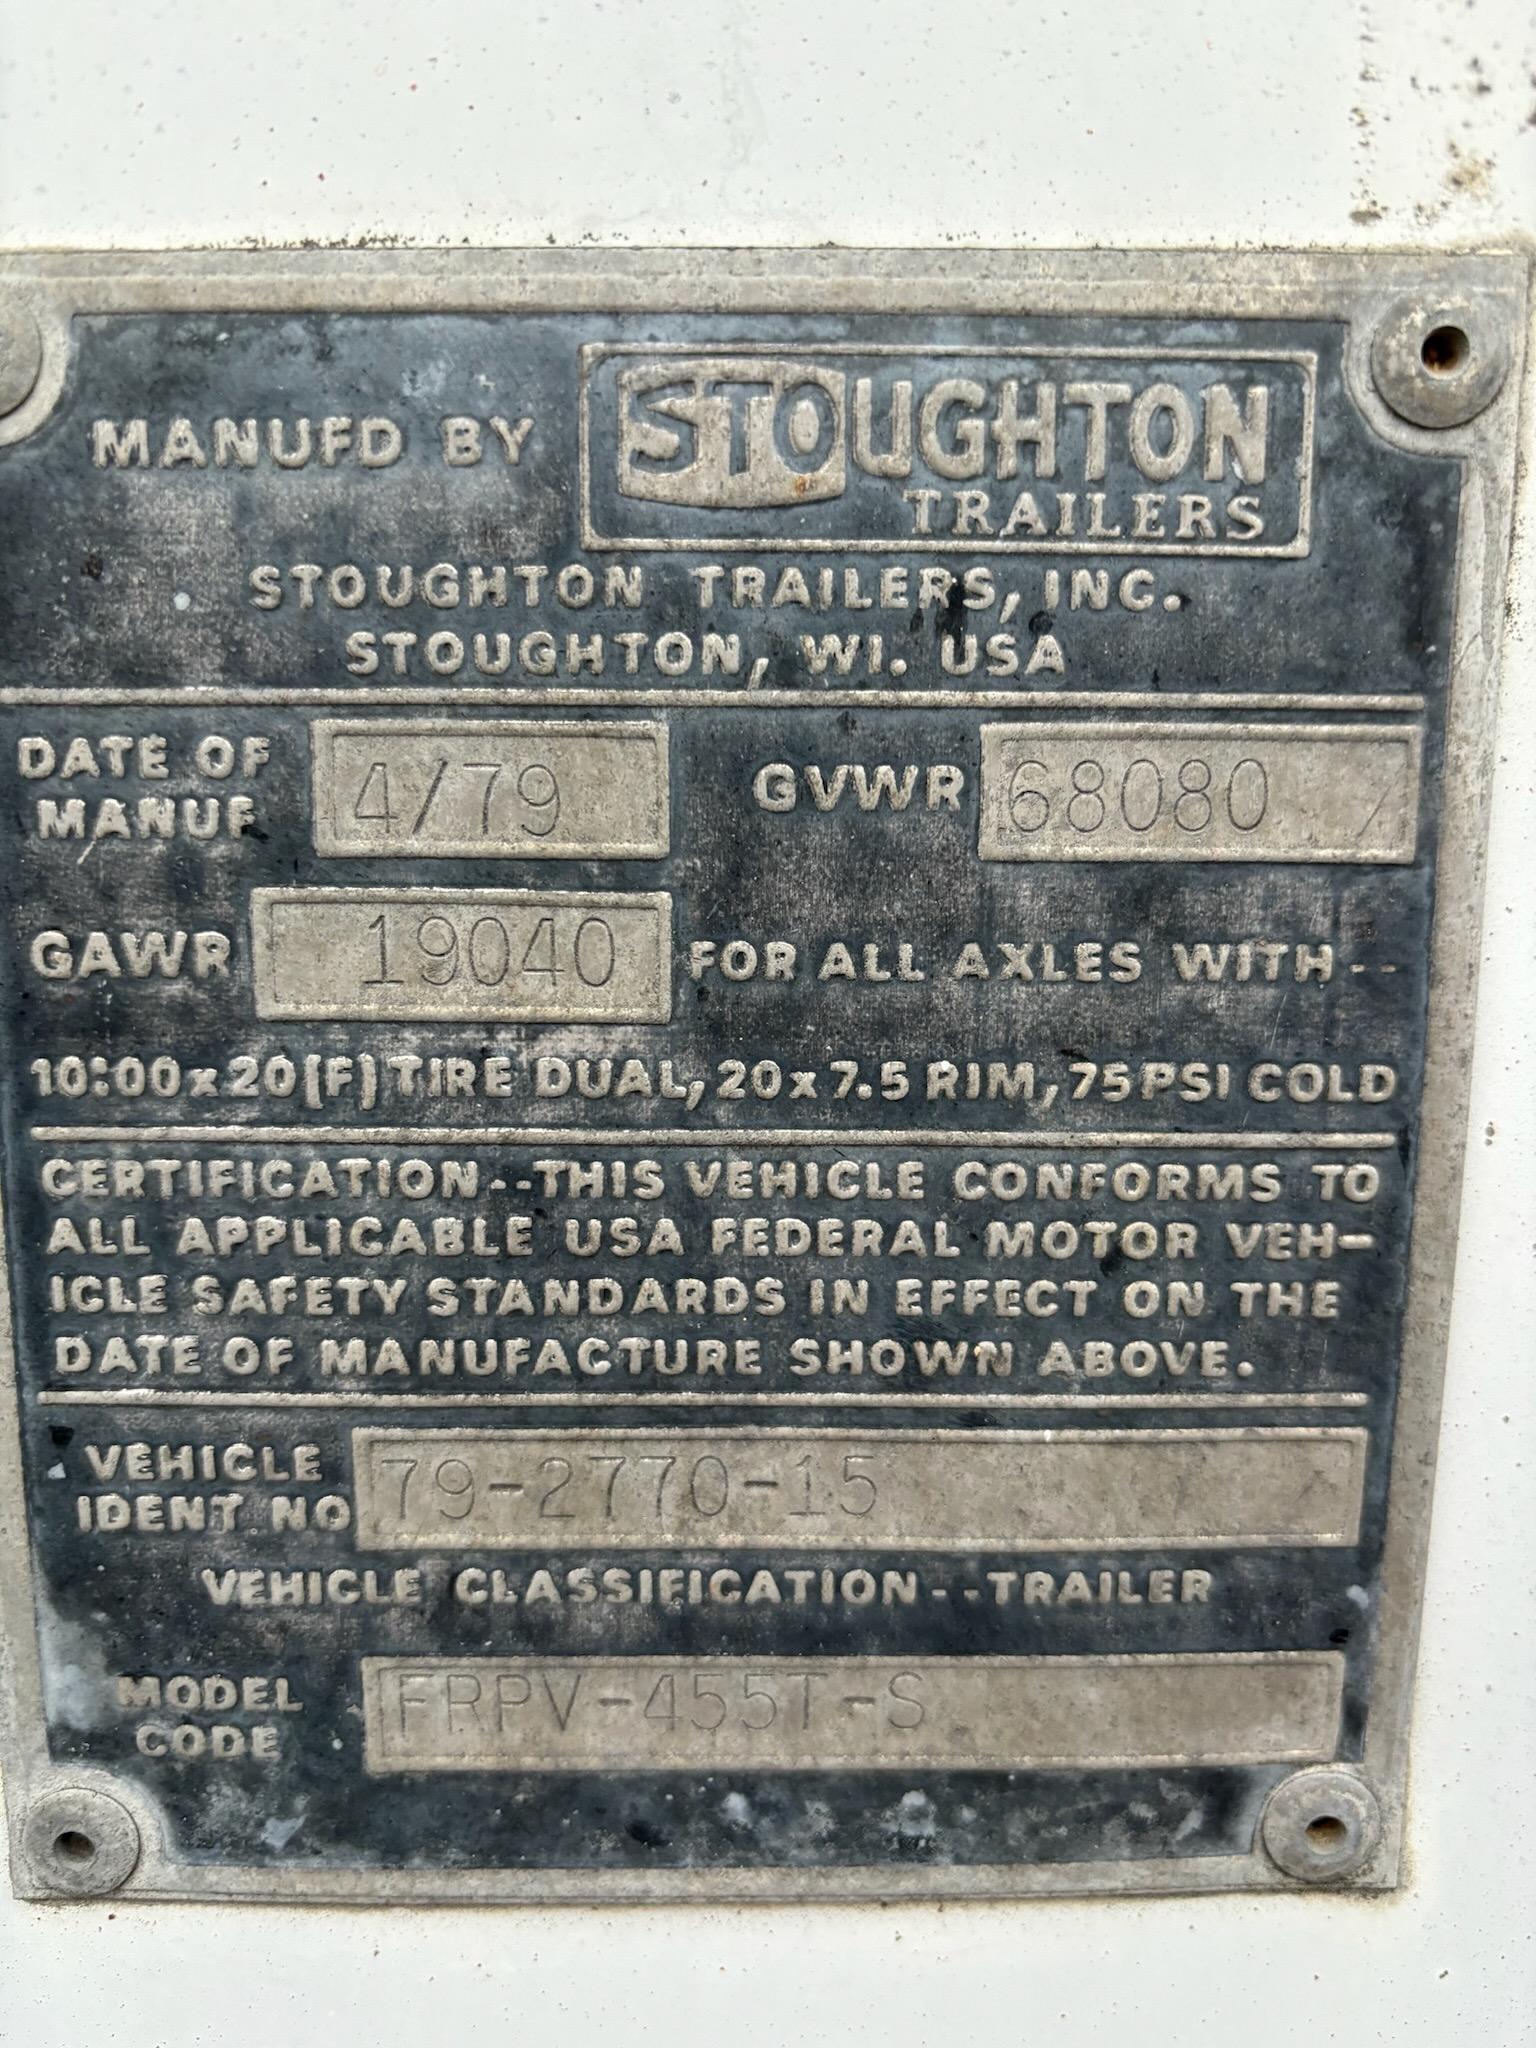 MANUFD BY STOUGHTON
TRAILERS
STOUGHTON TRAILERS, INC.
STOUGHTON, WI. USA
DATE OF MANUF 4/79 GVWR 68080
GAWR 19040 FOR ALL AXLES WITH--
10:00x20(F) TIRE DUAL, 20x7.5 RIM, 75 PSI COLD
CERTIFICATION--THIS VEHICLE CONFORMS TO
ALL APPLICABLE USA FEDERAL MOTOR VEH-
ICLE SAFETY STANDARDS IN EFFECT ON THE
DATE OF MANUFACTURE SHOWN ABOVE.
VEHICLE IDENT. NO 79-2770-15
VEHICLE CLASSIFICATION--TRAILER
MODEL CODE FRPV-455T-S